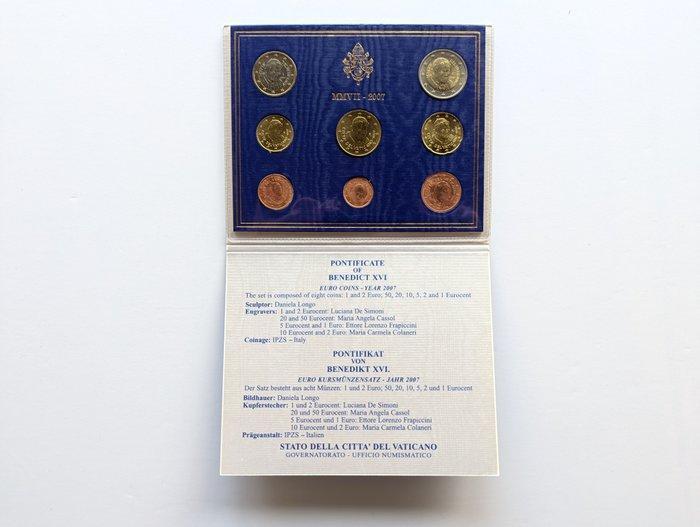 MMVII - 2007
PONTIFICATE
OF
BENEDICT XVI
EURO COINS - YEAR 2007
The set is composed of eight coins: 1 and 2 Euro; 50, 20, 10, 5, 2 and 1 Eurocent
Sculptor: Daniela Longo
Engravers: 1 and 2 Eurocent: Luciana De Simoni
20 and 50 Eurocent: Maria Angela Cassol
5 Eurocent and 1 Euro: Ettore Lorenzo Frapiccini
10 Eurocent and 2 Euro: Maria Carmela Colaneri
Coinage: IPZS – Italy
PONTIFIKAT
VON
BENEDIKT XVI.
EURO KURSMÜNZENSATZ - JAHR 2007
Der Satz besteht aus acht Münzen: 1 und 2 Euro; 50, 20, 10, 5, 2 und 1 Eurocent
Bildhauer: Daniela Longo
Kupferstecher: 1 und 2 Eurocent: Luciana De Simoni
20 und 50 Eurocent: Maria Angela Cassol
5 Eurocent und 1 Euro: Ettore Lorenzo Frapiccini
10 Eurocent und 2 Euro: Maria Carmela Colaneri
Prägeanstalt: IPZS – Italien
STATO DELLA CITTA' DEL VATICANO
GOVERNATORATO - UFFICIO NUMISMATICO